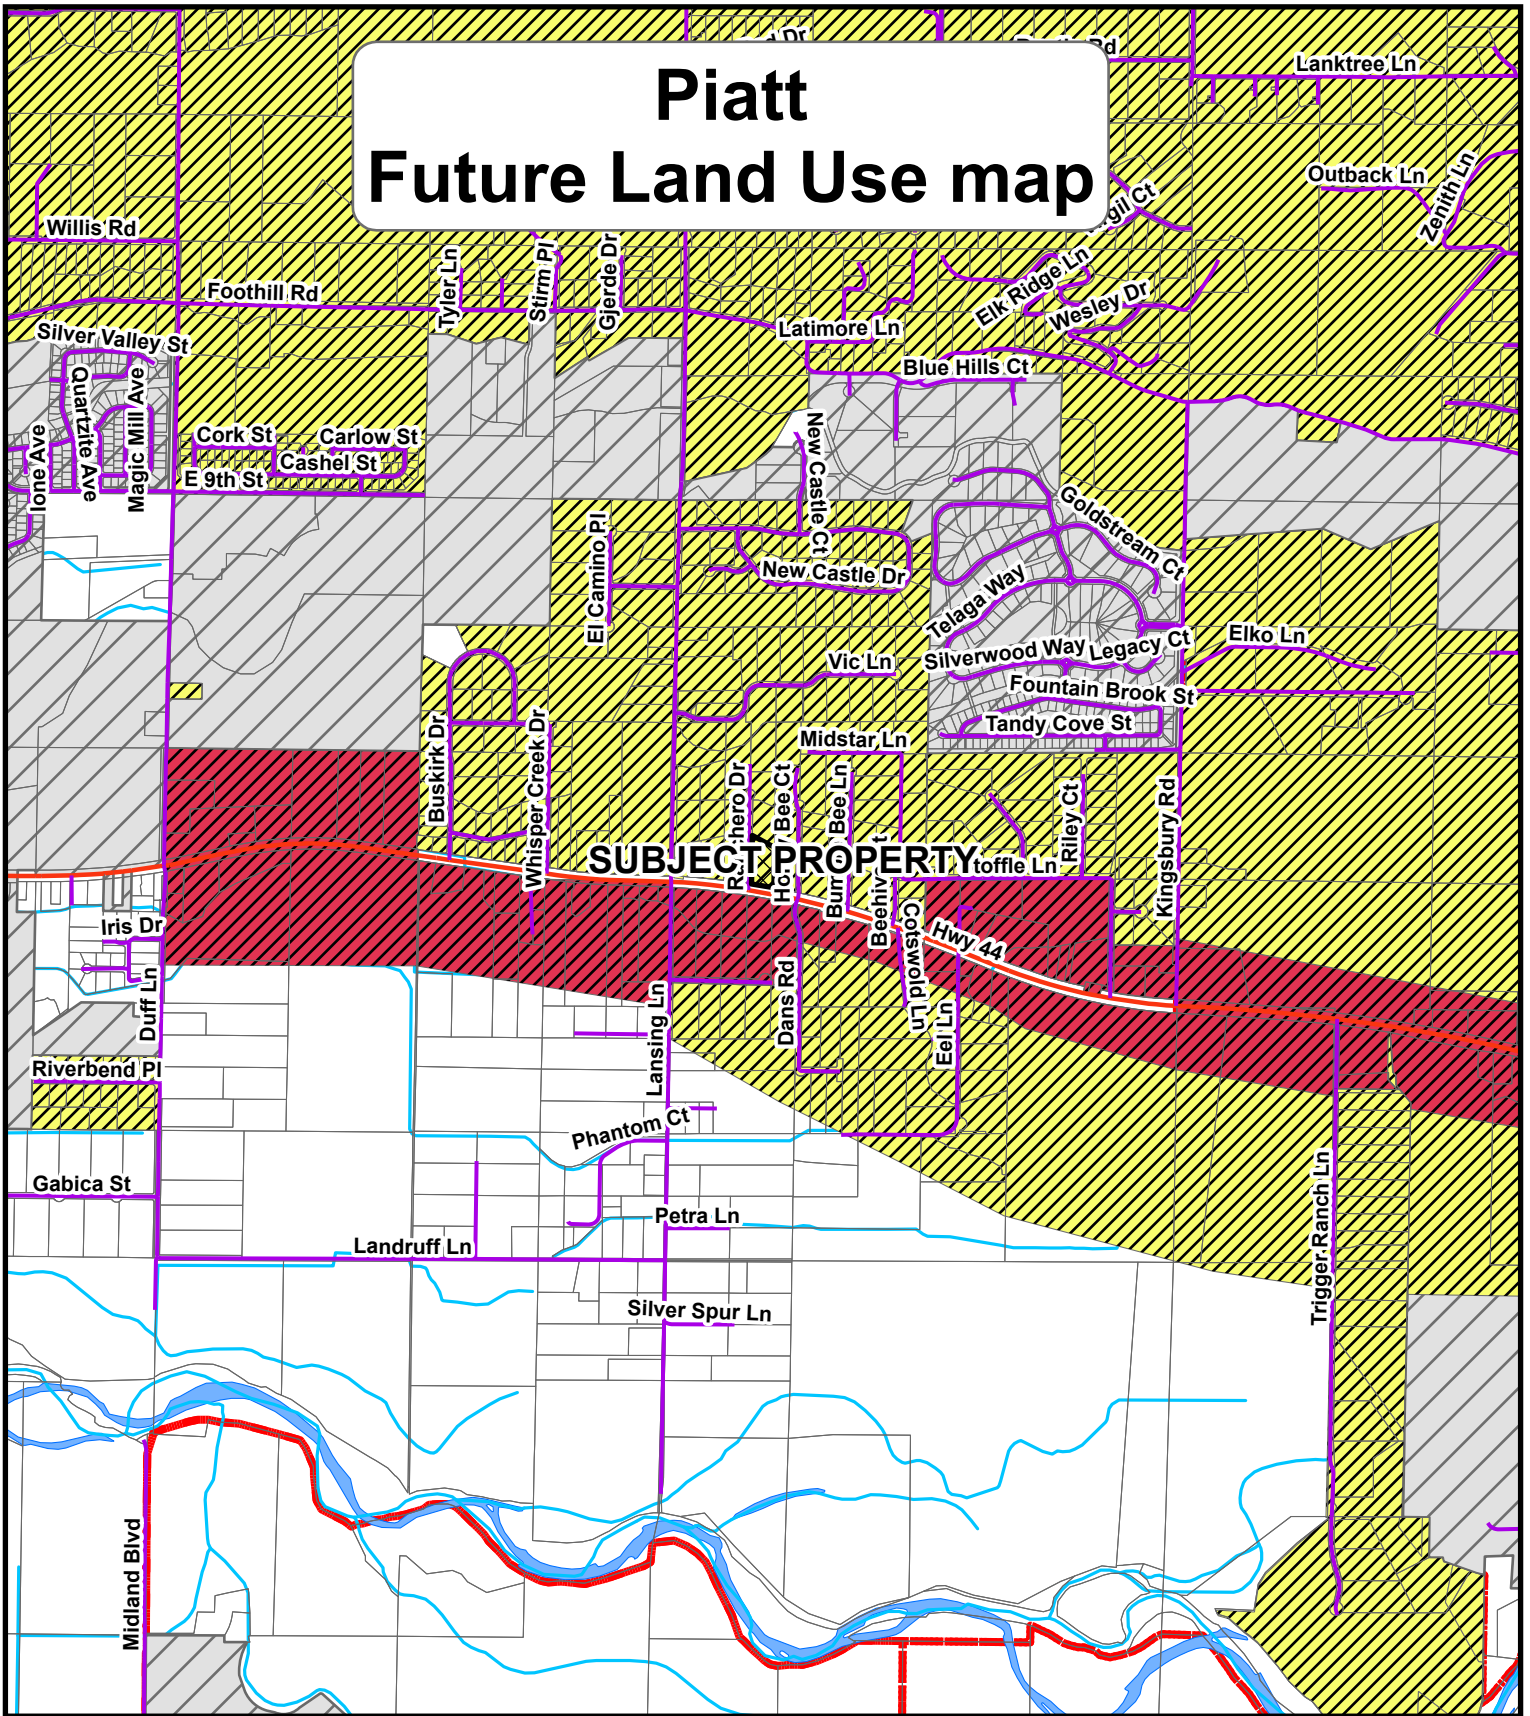 Piatt
Future Land Use map
Lanktree Ln
Outback Ln
Zenith Ln
Willis Rd
Foothill Rd
Tyler Ln
Stirm Pl
Gjerde Dr
Elk Ridge Ln
Wesley Dr
Latimore Ln
Blue Hills Ct
Silver Valley St
Quartzite Ave
Magic Mill Ave
Ione Ave
Cork St
Carlow St
Cashel St
E 9th St
New Castle Ct
Goldstream Ct
El Camino Pl
New Castle Dr
Telaga Way
Silverwood Way
Legacy Ct
Elko Ln
Vic Ln
Fountain Brook St
Tandy Cove St
Midstar Ln
Buskirk Dr
Whisper Creek Dr
Bee Ct
Bee Ln
Riley Ct
Kingsbury Rd
SUBJECT PROPERTY
toffle Ln
Iris Dr
Duff Ln
Hwy 44
Cotswold Ln
Dans Rd
Eel Ln
Lansing Ln
Riverbend Pl
Phantom Ct
Gabica St
Petra Ln
Landruff Ln
Trigger Ranch Ln
Silver Spur Ln
Midland Blvd